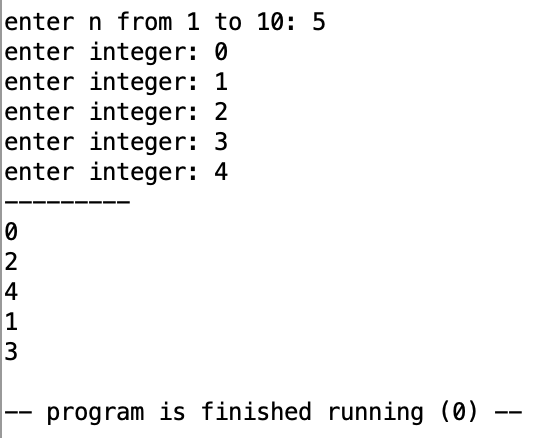 enter n from 1 to 10: 5
enter integer: 0
enter integer: 1
enter integer: 2
enter integer: 3
enter integer: 4
---------
0
2
4
1
3
-- program is finished running (0) --